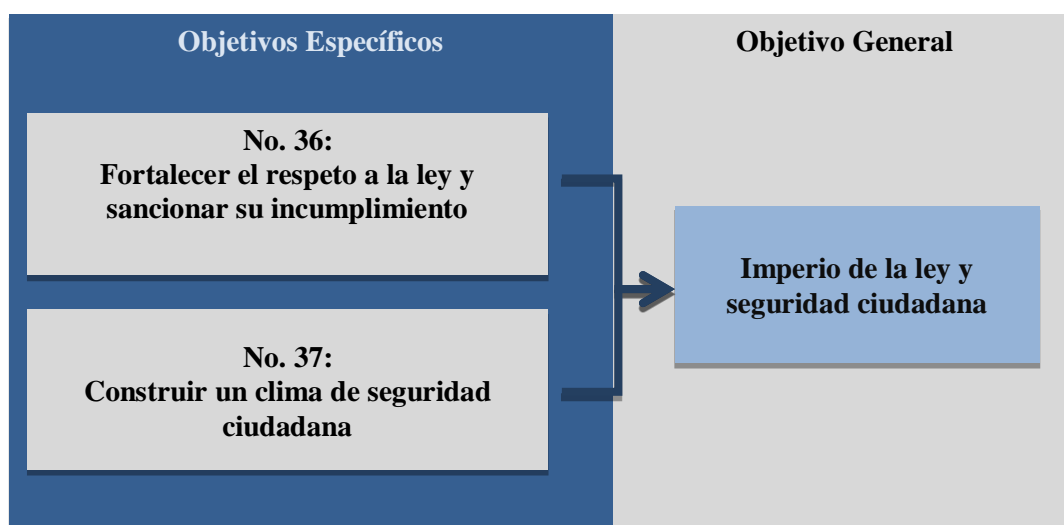 Objetivos Específicos
Objetivo General
No. 36:
Fortalecer el respeto a la ley y
sancionar su incumplimiento
No. 37:
Construir un clima de seguridad
ciudadana
Imperio de la ley y
seguridad ciudadana